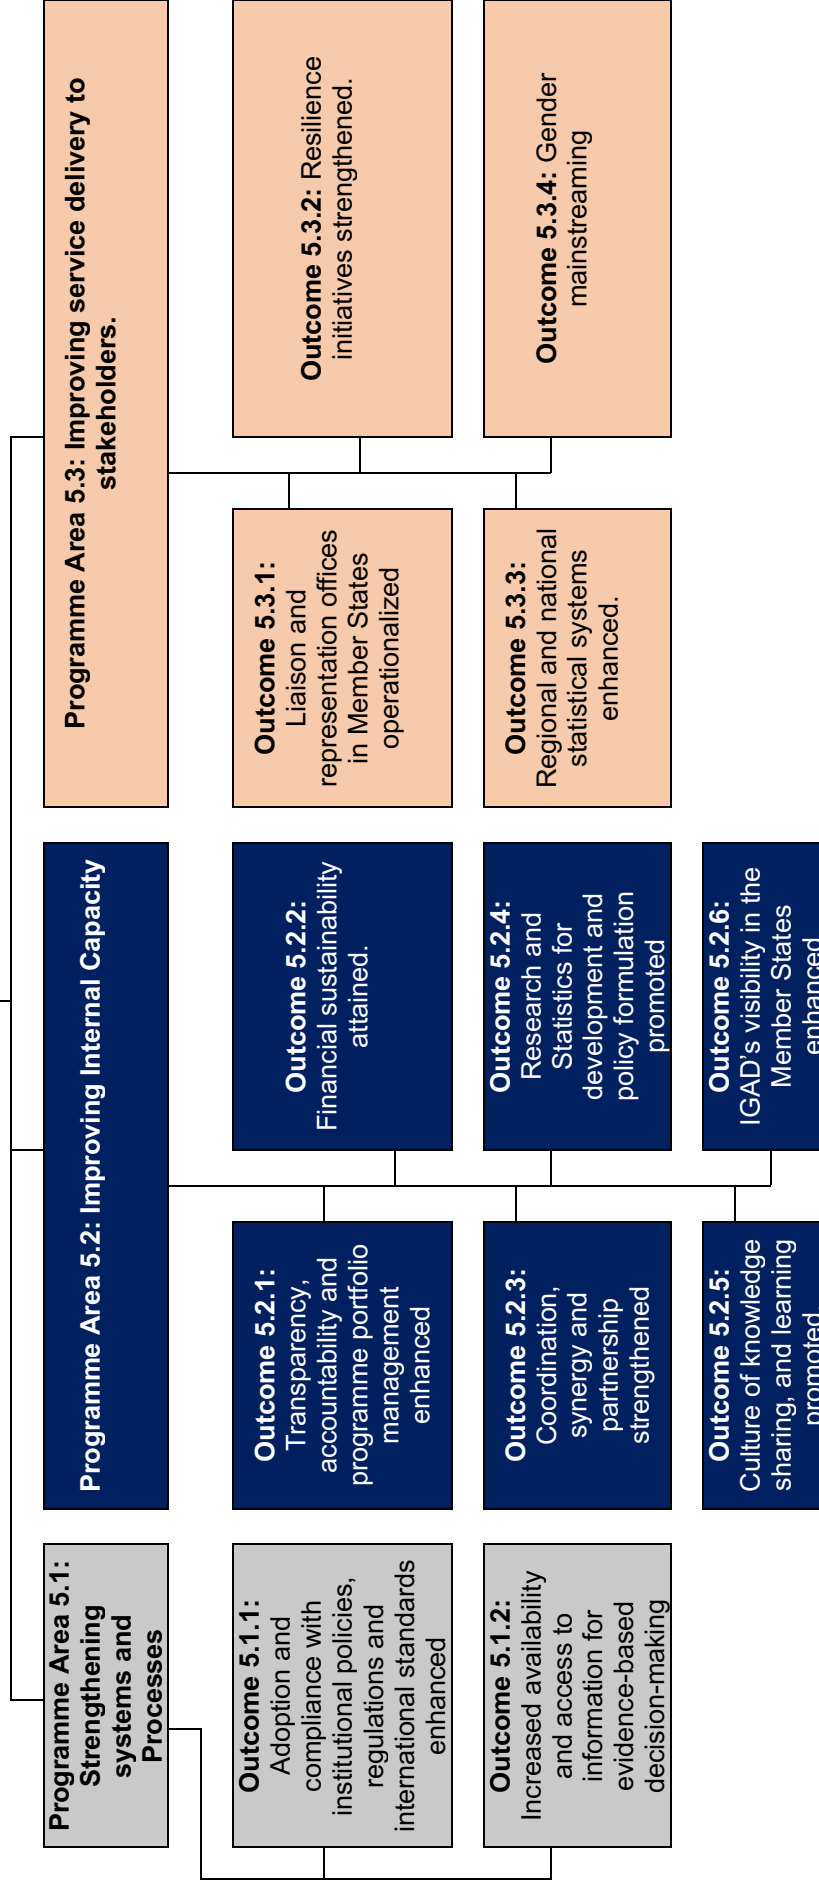 Programme Area 5.1:
Strengthening
systems and
Processes
Outcome 5.1.1:
Adoption and
compliance with
institutional policies,
regulations and
international standards
enhanced
Outcome 5.1.2:
Increased availability
and access to
information for
evidence-based
decision-making
Programme Area 5.2: Improving Internal Capacity
Outcome 5.2.1:
Transparency,
accountability and
programme portfolio
management
enhanced
Outcome 5.2.2:
Financial sustainability
attained.
Outcome 5.2.3:
Coordination,
synergy and
partnership
strengthened
Outcome 5.2.4:
Research and
Statistics for
development and
policy formulation
promoted
Outcome 5.2.5:
Culture of knowledge
sharing, and learning
promoted
Outcome 5.2.6:
IGAD's visibility in the
Member States
enhanced
Programme Area 5.3: Improving service delivery to
stakeholders.
Outcome 5.3.1:
Liaison and
representation offices
in Member States
operationalized
Outcome 5.3.2: Resilience
initiatives strengthened.
Outcome 5.3.3:
Regional and national
statistical systems
enhanced.
Outcome 5.3.4: Gender
mainstreaming